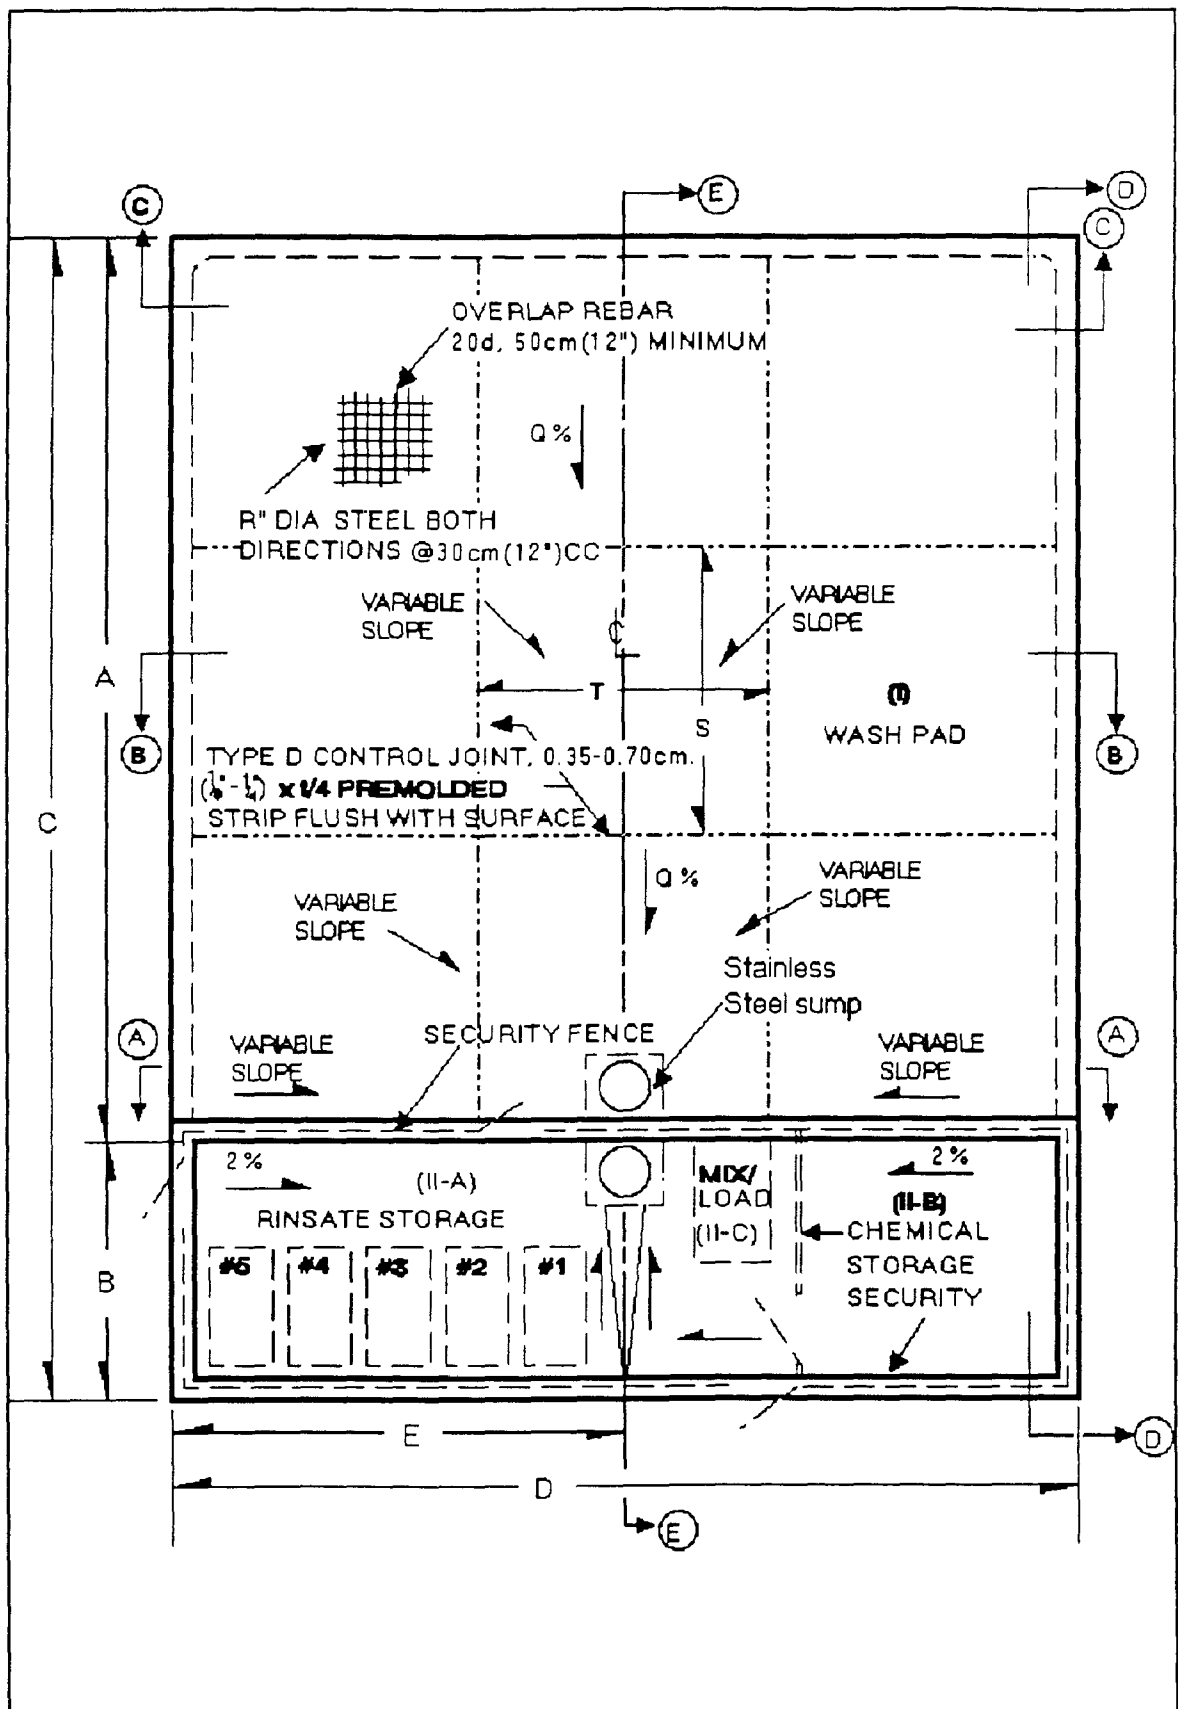 E
D
C
C
OVERLAP REBAR
20d, 50cm(12") MINIMUM
Q%
R" DIA STEEL BOTH
DIRECTIONS @30cm(12")CC
VARIABLE
SLOPE
VARIABLE
SLOPE
C
A
T
S
(I)
WASH PAD
B
B
TYPE D CONTROL JOINT, 0.35-0.70cm.
x 1/4 PREMOLDED
STRIP FLUSH WITH SURFACE
C
Q%
VARIABLE
SLOPE
VARIABLE
SLOPE
Stainless
Steel sump
SECURITY FENCE
A
A
VARIABLE
SLOPE
VARIABLE
SLOPE
2%
(II-A)
RINSATE STORAGE
MIX/
LOAD
(II-C)
2%
(II-B)
CHEMICAL
STORAGE
SECURITY
#5 #4 #3 #2 #1
B
E
D
D
E